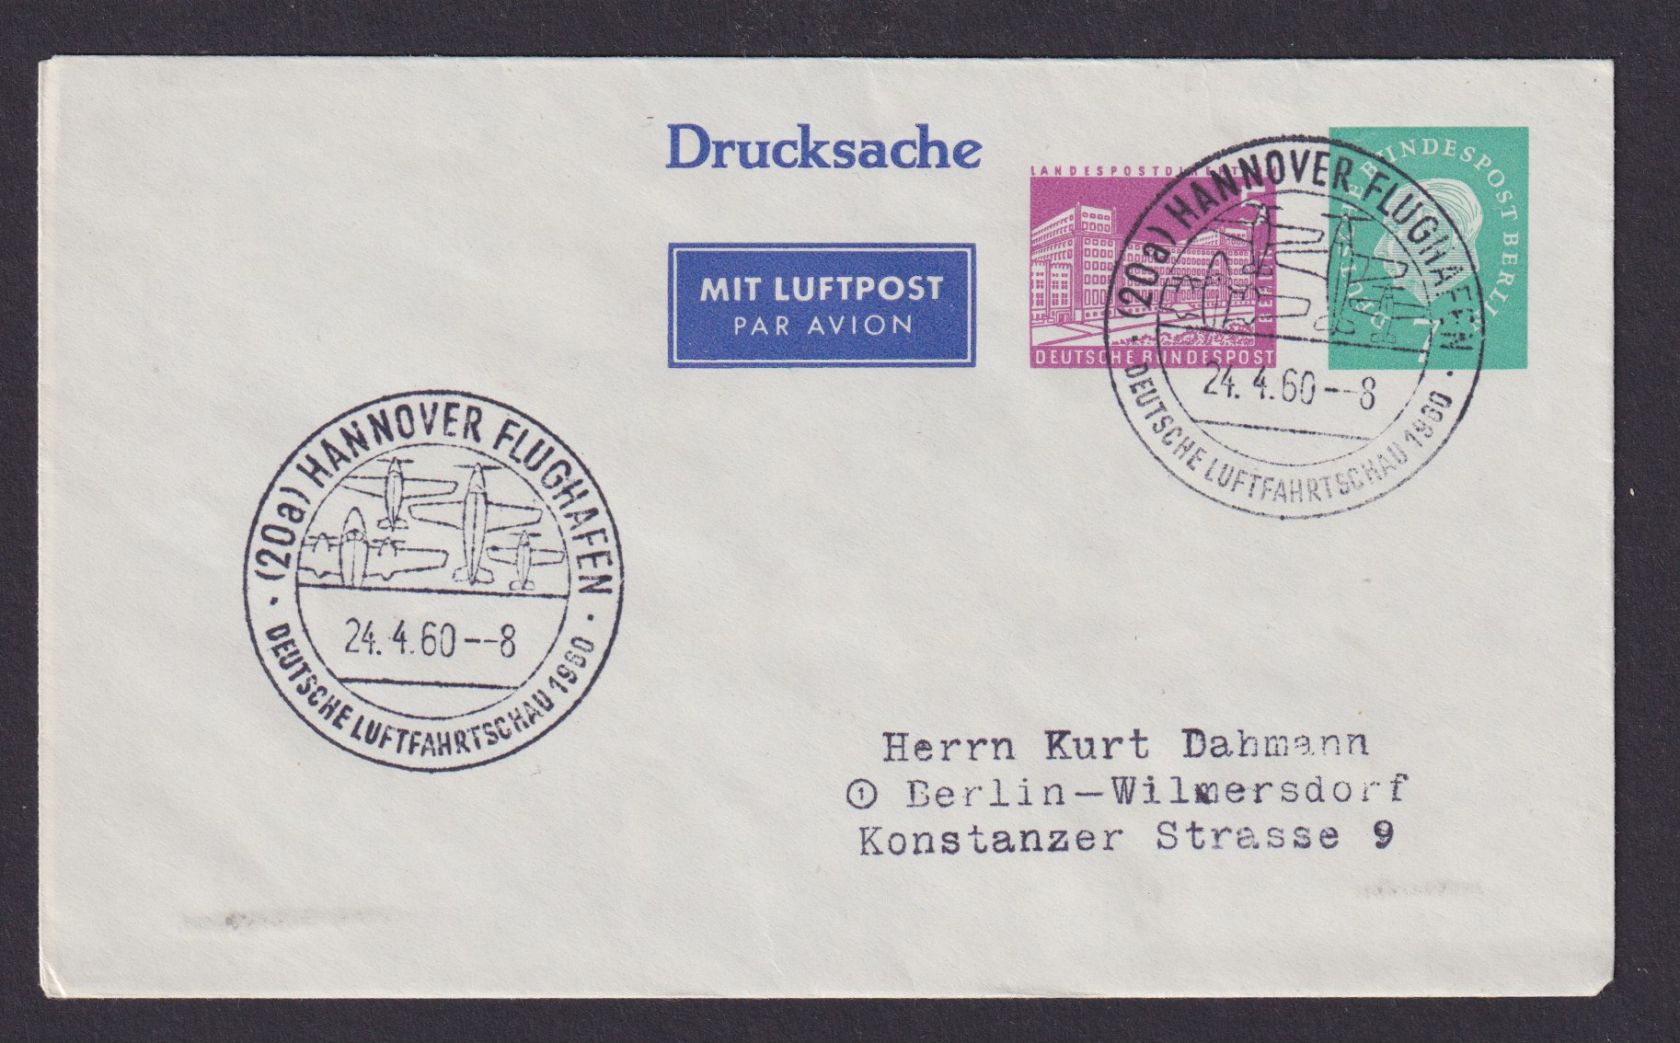 Drucksache
MIT LUFTPOST
PAR AVION
DEUTSCHE BUNDESPOST
DEUTSCHE BUNDESPOST BERLIN
7
(20a) HANNOVER FLUGHAFEN
24.4.60--8
DEUTSCHE LUFTFAHRTSCHAU 1960
(20a) HANNOVER FLUGHAFEN
24.4.60--8
DEUTSCHE LUFTFAHRTSCHAU 1960
Herrn Kurt Dahmann
① Berlin-Wilmersdorf
Konstanzer Strasse 9